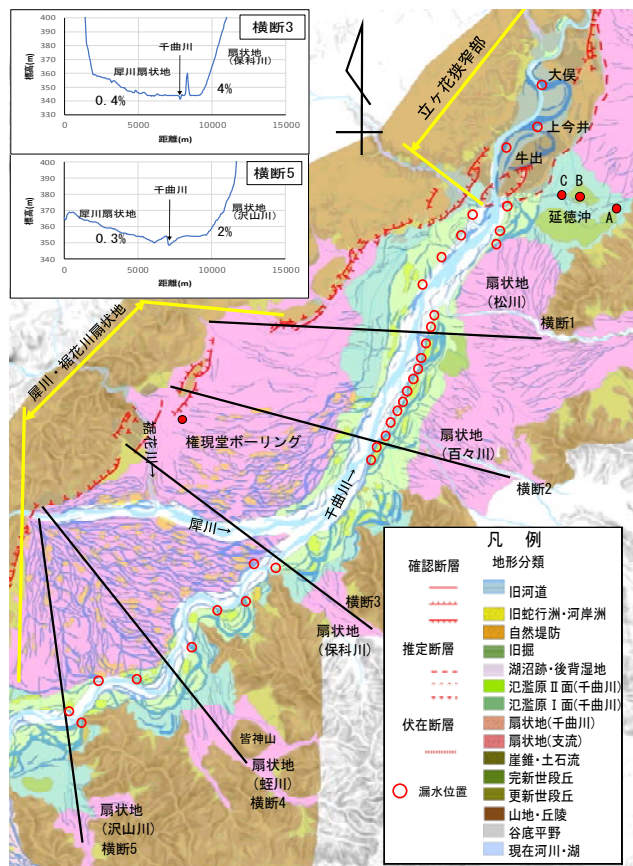 横断3
標高(m)
400
390
380
370
360
350
340
330
千曲川
犀川扇状地
扇状地
(保科川)
0.4%
4%
0
5000
10000
15000
距離(m)
横断5
標高(m)
400
390
380
370
360
350
340
千曲川
犀川扇状地
扇状地
(沢山川)
0.3%
2%
0
5000
10000
15000
距離(m)
立ヶ花狭窄部
大俣
上今井
牛出
C
B
A
延徳沖
扇状地
(松川)
横断1
犀川・裾花川扇状地
権現堂ボーリング
裾花川→
扇状地
(百々川)
横断2
千曲川→
犀川→
横断3
扇状地
(保科川)
皆神山
扇状地
(蛭川)
横断4
扇状地
(沢山川)
横断5
凡 例
確認断層
推定断層
伏在断層
漏水位置
地形分類
旧河道
旧蛇行洲・河岸洲
自然堤防
旧掘
湖沼跡・後背湿地
氾濫原Ⅱ面(千曲川)
氾濫原Ⅰ面(千曲川)
扇状地(千曲川)
扇状地(支流)
崖錐・土石流
完新世段丘
更新世段丘
山地・丘陵
谷底平野
現在河川・湖